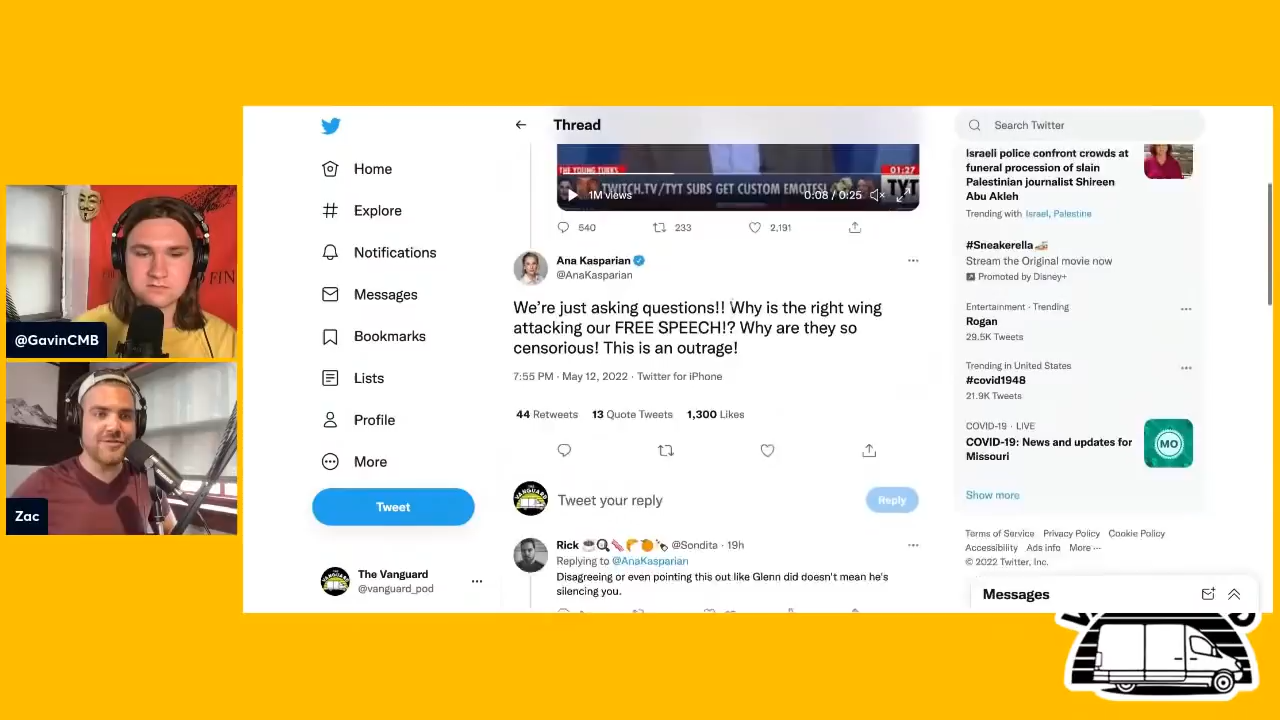 @GavinCMB
Zac
Home
Explore
Notifications
Messages
Bookmarks
Lists
Profile
More
Tweet
The Vanguard
@vanguard_pod
Thread
THE YOUNG TURKS
01:27
TWITCH.TV/TYT SUBS GET CUSTOM EMOTES!
TYT
1M views
0:08 / 0:25
540
233
2,191
Ana Kasparian
@AnaKasparian
We’re just asking questions!! Why is the right wing
attacking our FREE SPEECH!? Why are they so
censorious! This is an outrage!
7:55 PM · May 12, 2022 · Twitter for iPhone
44 Retweets 13 Quote Tweets 1,300 Likes
Tweet your reply
Reply
Rick @Sondita · 19h
Replying to @AnaKasparian
Disagreeing or even pointing this out like Glenn did doesn't mean he's
silencing you.
Search Twitter
Israeli police confront crowds at
funeral procession of slain
Palestinian journalist Shireen
Abu Akleh
Trending with Israel, Palestine
#Sneakerella
Stream the Original movie now
Promoted by Disney+
Entertainment · Trending
Rogan
29.5K Tweets
Trending in United States
#covid1948
21.9K Tweets
COVID-19 · LIVE
COVID-19: News and updates for
Missouri
MO
Show more
Terms of Service Privacy Policy Cookie Policy
Accessibility Ads info More ···
© 2022 Twitter, Inc.
Messages